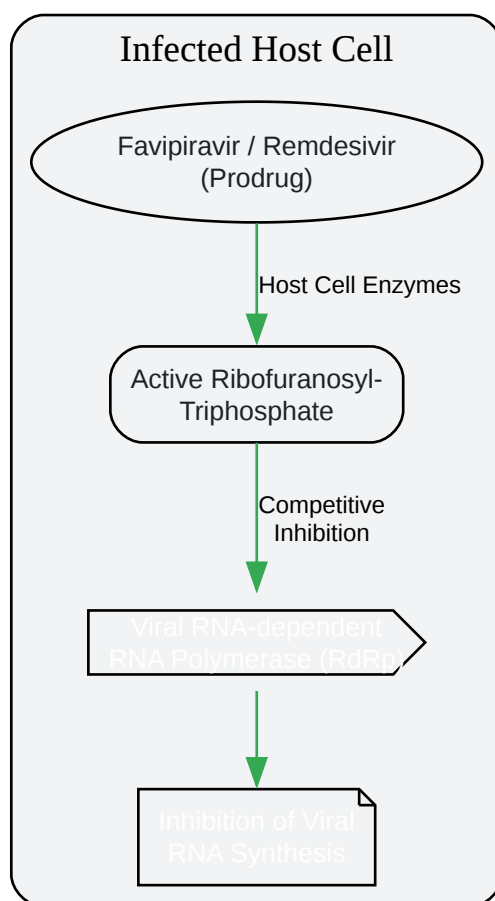 Infected Host Cell
Favipiravir / Remdesivir
(Prodrug)
Host Cell Enzymes
Active Ribofuranosyl-
Triphosphate
Competitive
Inhibition
Viral RNA-dependent
RNA Polymerase (RdRp)
Inhibition of Viral
RNA Synthesis